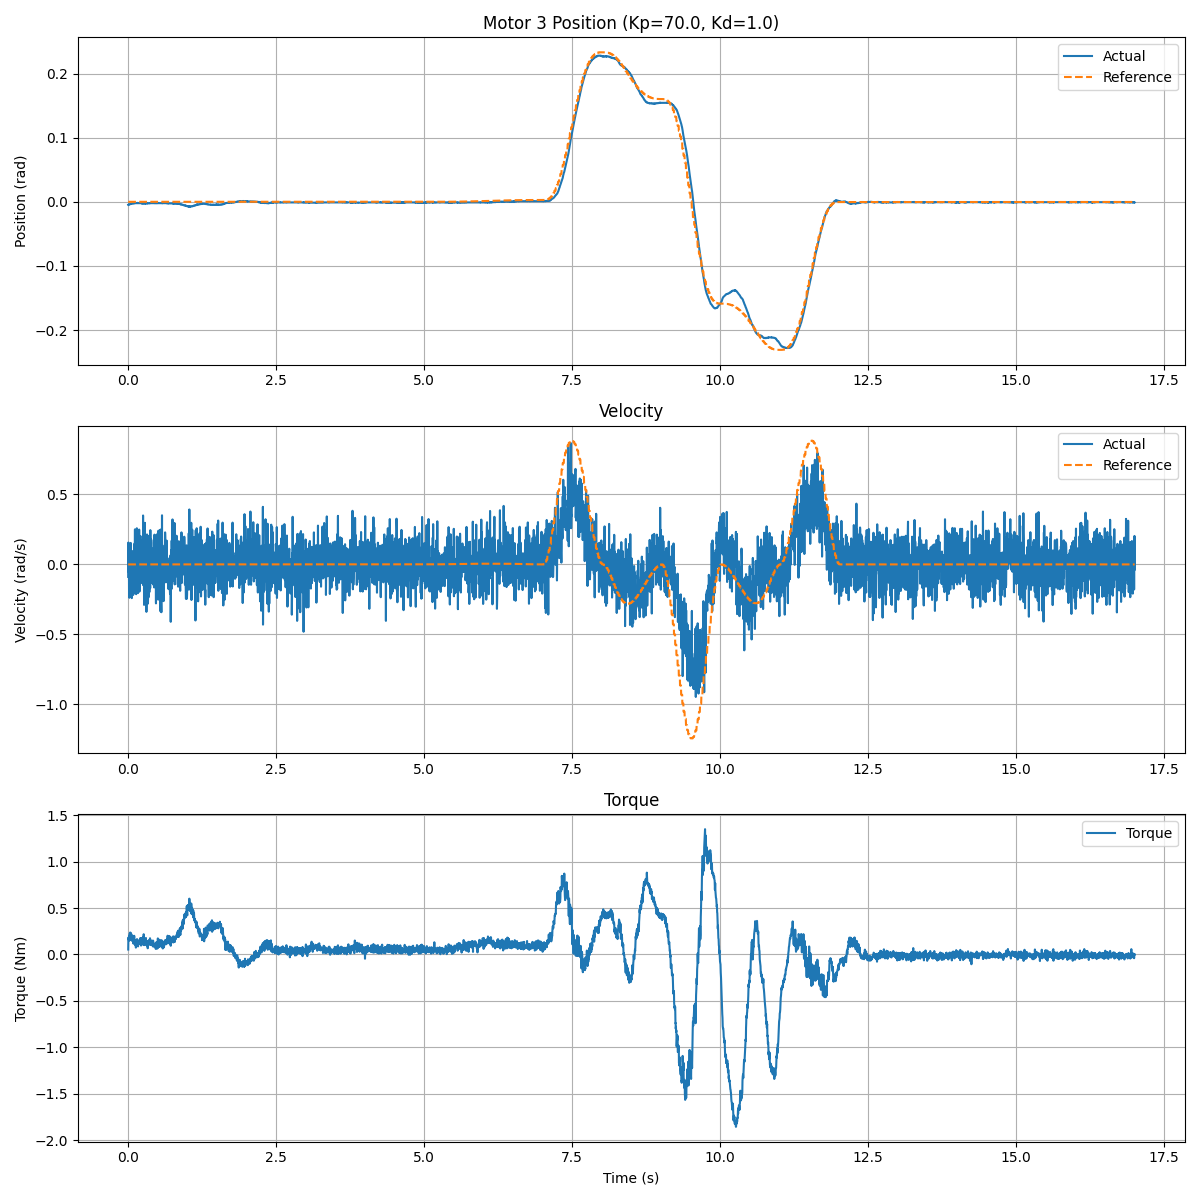 Motor 3 Position (Kp=70.0, Kd=1.0)
Position (rad)
0.2
0.1
0.0
−0.1
−0.2
Actual
Reference
0.0 2.5 5.0 7.5 10.0 12.5 15.0 17.5
Velocity
Velocity (rad/s)
0.5
0.0
−0.5
−1.0
Actual
Reference
0.0 2.5 5.0 7.5 10.0 12.5 15.0 17.5
Torque
Torque (Nm)
1.5
1.0
0.5
0.0
−0.5
−1.0
−1.5
−2.0
Torque
0.0 2.5 5.0 7.5 10.0 12.5 15.0 17.5
Time (s)